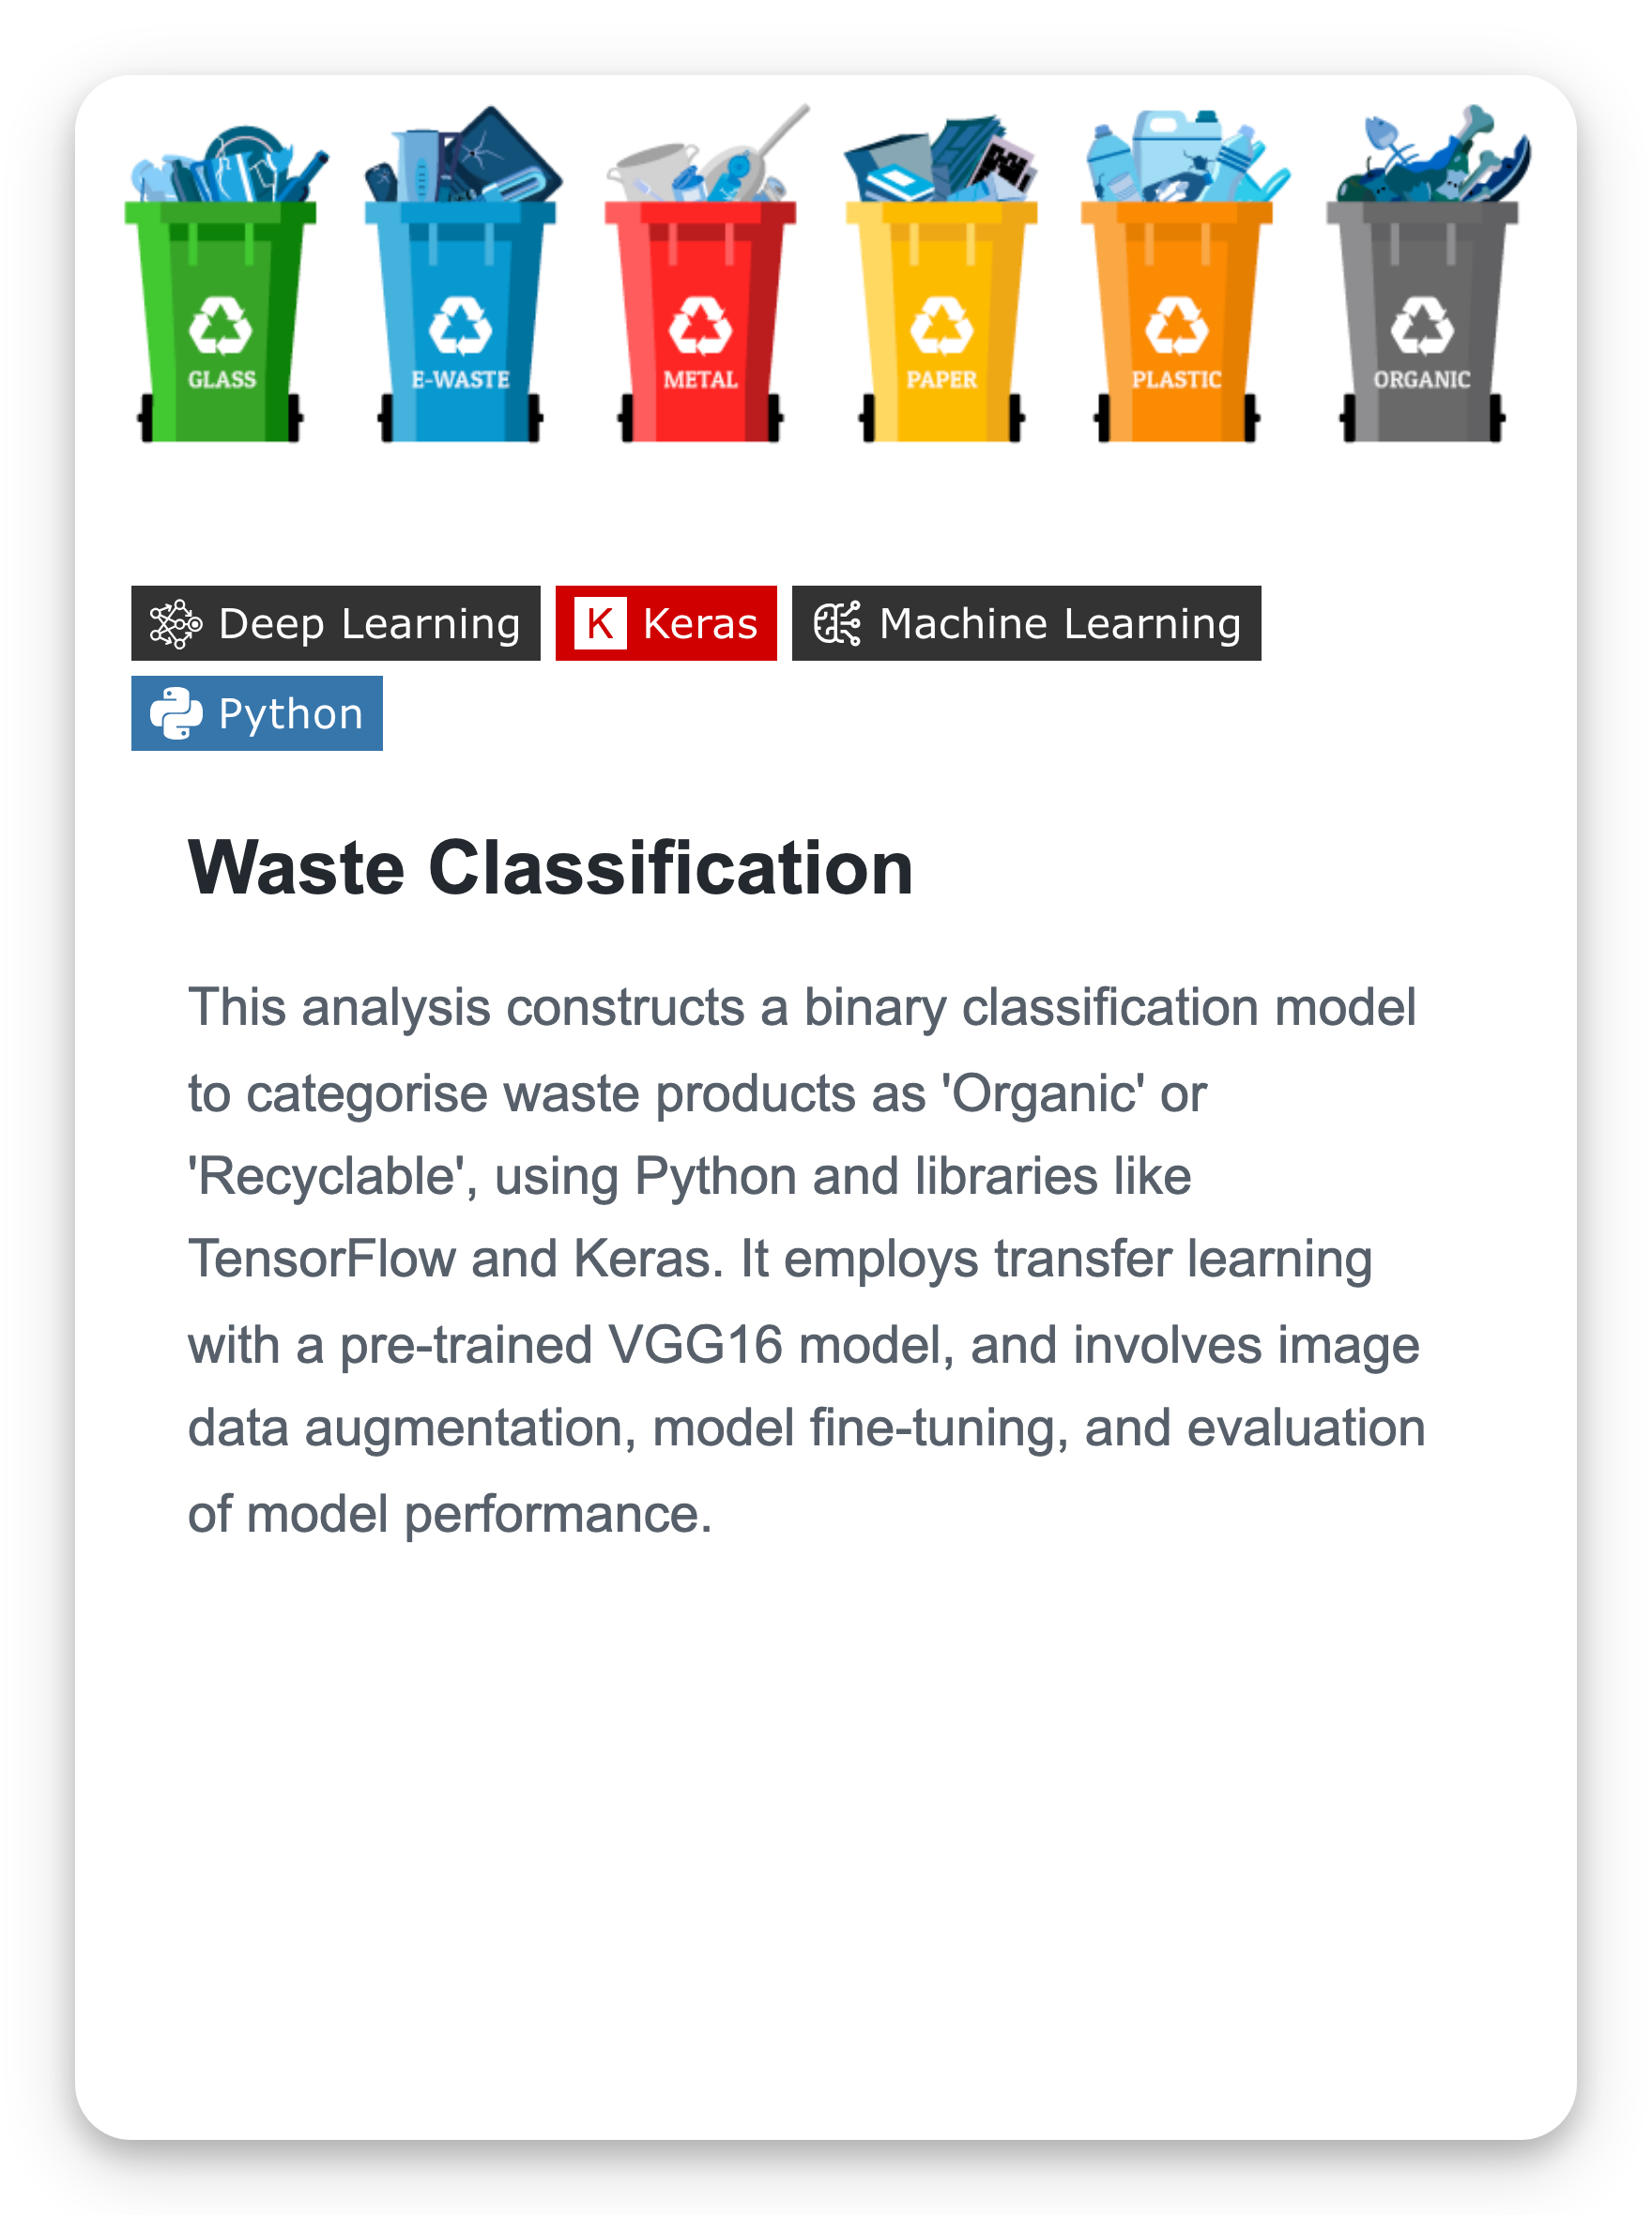 GLASS E-WASTE METAL PAPER PLASTIC ORGANIC
Deep Learning K Keras Machine Learning
Python
Waste Classification
This analysis constructs a binary classification model
to categorise waste products as 'Organic' or
'Recyclable', using Python and libraries like
TensorFlow and Keras. It employs transfer learning
with a pre-trained VGG16 model, and involves image
data augmentation, model fine-tuning, and evaluation
of model performance.